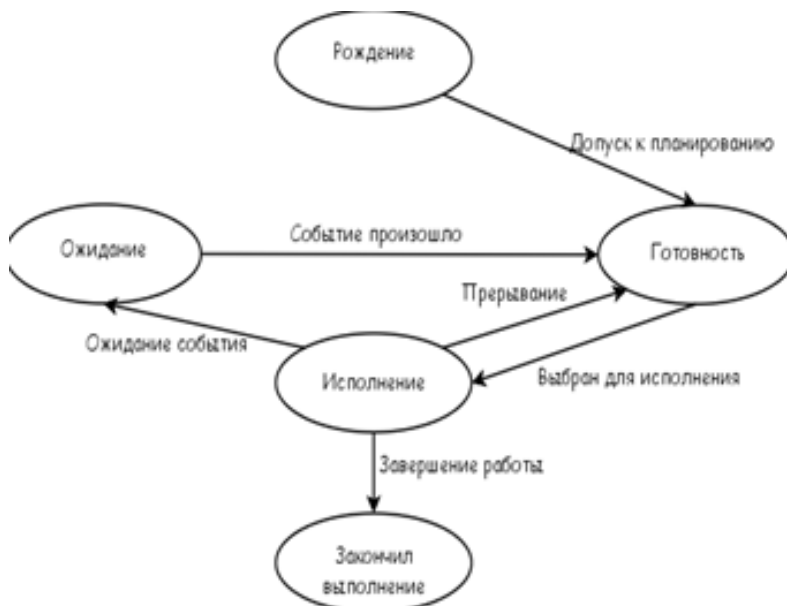 Рождение
Допуск к планированию
Ожидание
Событие произошло
Готовность
Прерывание
Ожидание события
Исполнение
Выбран для исполнения
Завершение работы
Закончил
выполнение